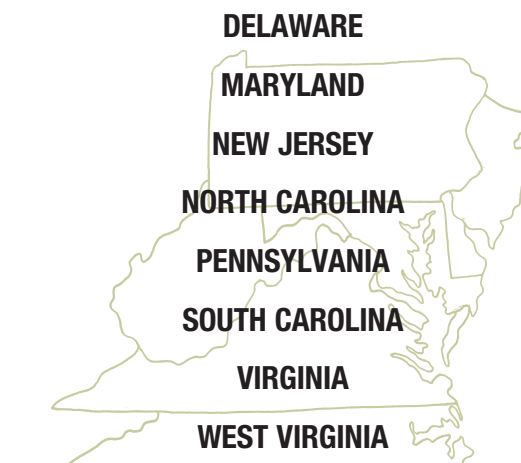 DELAWARE
MARYLAND
NEW JERSEY
NORTH CAROLINA
PENNSYLVANIA
SOUTH CAROLINA
VIRGINIA
WEST VIRGINIA